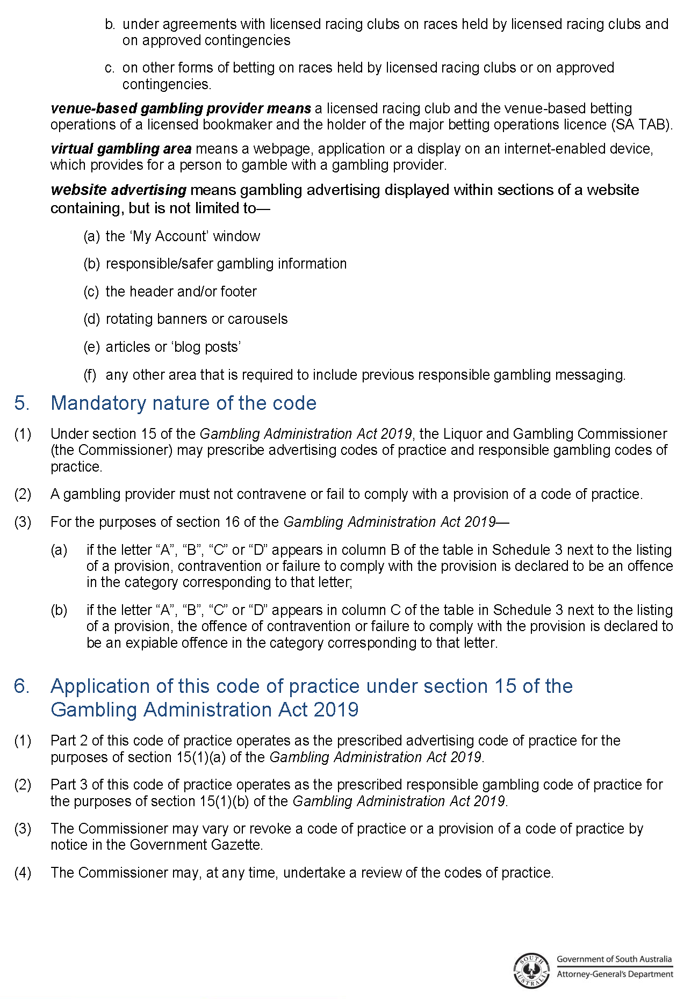 b. under agreements with licensed racing clubs on races held by licensed racing clubs and
on approved contingencies
c. on other forms of betting on races held by licensed racing clubs or on approved
contingencies.
venue-based gambling provider means a licensed racing club and the venue-based betting
operations of a licensed bookmaker and the holder of the major betting operations licence (SA TAB).
virtual gambling area means a webpage, application or a display on an internet-enabled device,
which provides for a person to gamble with a gambling provider.
website advertising means gambling advertising displayed within sections of a website
containing, but is not limited to—
(a) the ‘My Account’ window
(b) responsible/safer gambling information
(c) the header and/or footer
(d) rotating banners or carousels
(e) articles or ‘blog posts’
(f) any other area that is required to include previous responsible gambling messaging.
5. Mandatory nature of the code
(1) Under section 15 of the Gambling Administration Act 2019, the Liquor and Gambling Commissioner
(the Commissioner) may prescribe advertising codes of practice and responsible gambling codes of
practice.
(2) A gambling provider must not contravene or fail to comply with a provision of a code of practice.
(3) For the purposes of section 16 of the Gambling Administration Act 2019—
(a) if the letter “A”, “B”, “C” or “D” appears in column B of the table in Schedule 3 next to the listing
of a provision, contravention or failure to comply with the provision is declared to be an offence
in the category corresponding to that letter;
(b) if the letter “A”, “B”, “C” or “D” appears in column C of the table in Schedule 3 next to the listing
of a provision, the offence of contravention or failure to comply with the provision is declared to
be an expiable offence in the category corresponding to that letter.
6. Application of this code of practice under section 15 of the
Gambling Administration Act 2019
(1) Part 2 of this code of practice operates as the prescribed advertising code of practice for the
purposes of section 15(1)(a) of the Gambling Administration Act 2019.
(2) Part 3 of this code of practice operates as the prescribed responsible gambling code of practice for
the purposes of section 15(1)(b) of the Gambling Administration Act 2019.
(3) The Commissioner may vary or revoke a code of practice or a provision of a code of practice by
notice in the Government Gazette.
(4) The Commissioner may, at any time, undertake a review of the codes of practice.
SOUTH AUSTRALIA
Government of South Australia
Attorney-General's Department